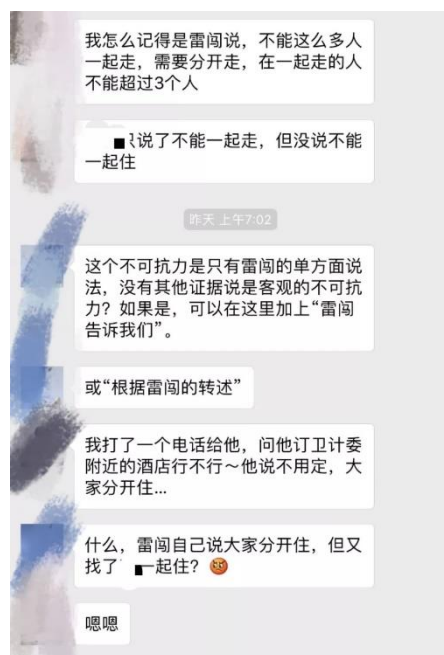 我怎么记得是雷闯说，不能这么多人
一起走，需要分开走，在一起走的人
不能超过3个人
说了不能一起走，但没说不能
一起住
昨天 上午7:02
这个不可抗力是只有雷闯的单方面说
法，没有其他证据说是客观的不可抗
力？如果是，可以在这里加上“雷闯
告诉我们”。
或“根据雷闯的转述”
我打了一个电话给他，问他订卫计委
附近的酒店行不行～他说不用定，大
家分开住...
什么，雷闯自己说大家分开住，但又
找了 一起住？
嗯嗯